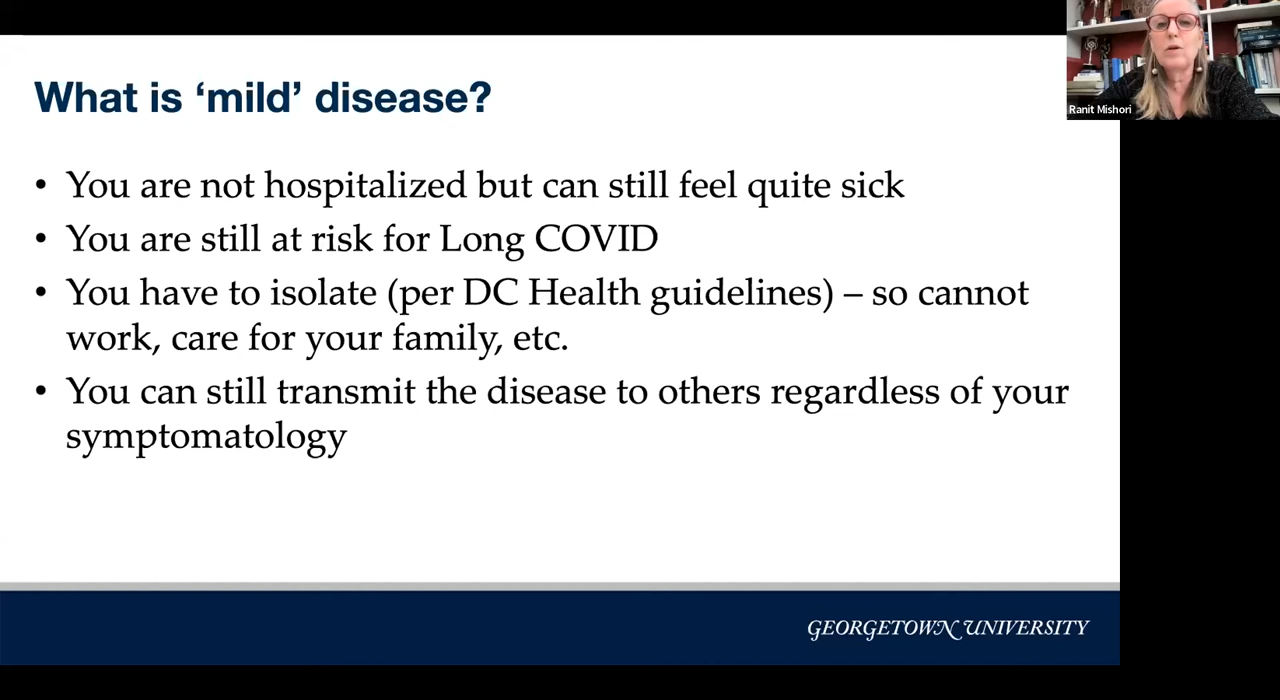 What is ‘mild’ disease?
• You are not hospitalized but can still feel quite sick
• You are still at risk for Long COVID
• You have to isolate (per DC Health guidelines) – so cannot
work, care for your family, etc.
• You can still transmit the disease to others regardless of your
symptomatology
Ranit Mishori
GEORGETOWN UNIVERSITY